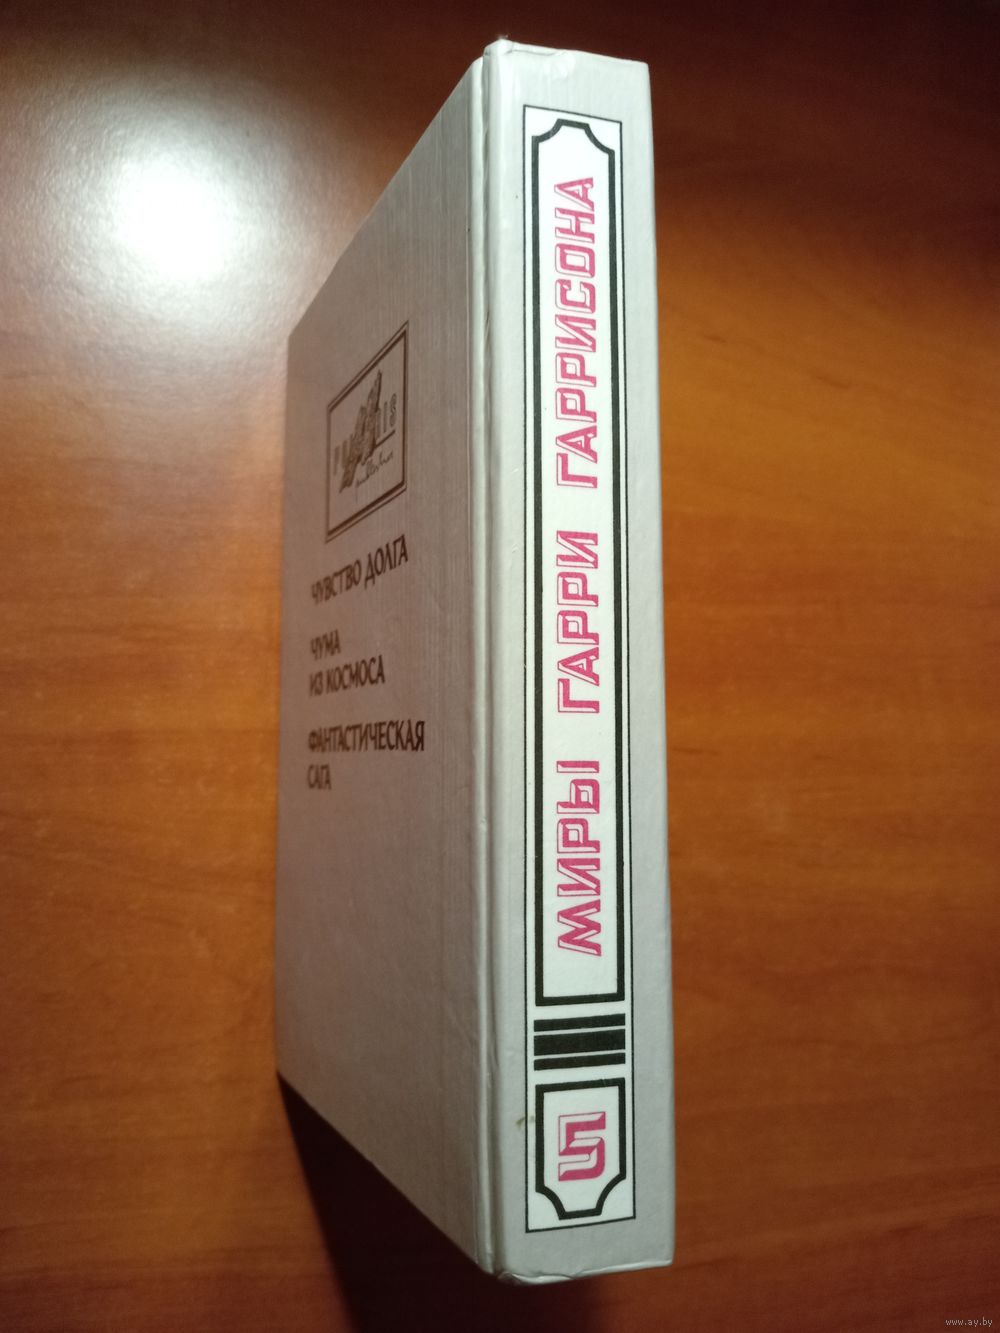 МИРЫ ГАРРИ ГАРРИСОНА
5
ЧУВСТВО ДОЛГА
ЧУМА
ИЗ КОСМОСА
ФАНТАСТИЧЕСКАЯ
САГА
www.ay.by